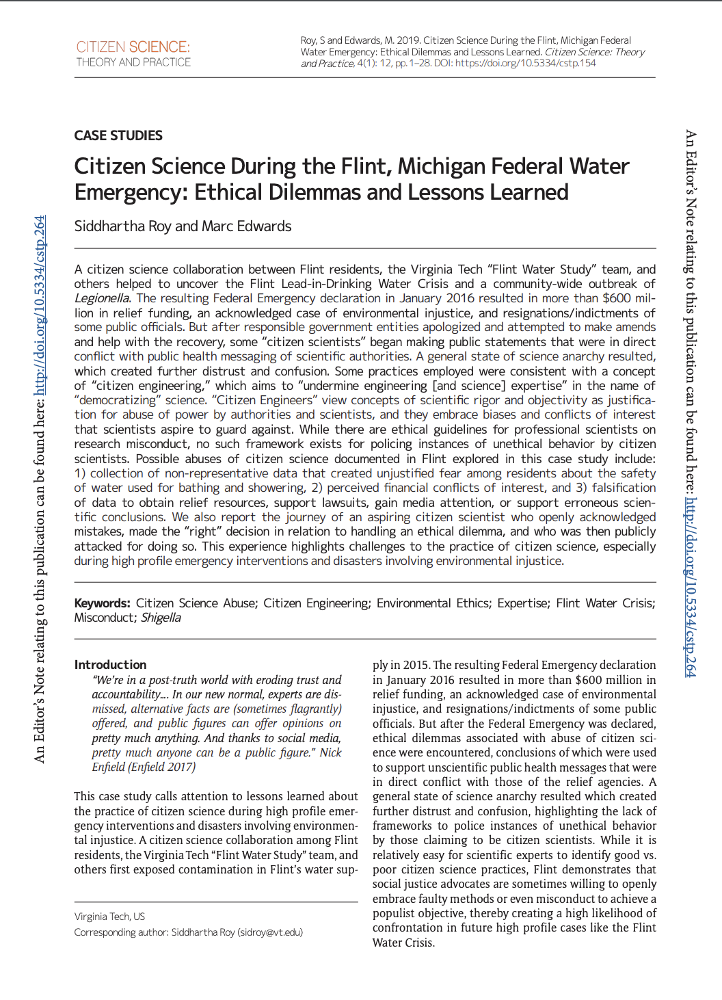 CITIZEN SCIENCE:
THEORY AND PRACTICE
Roy, S and Edwards, M. 2019. Citizen Science During the Flint, Michigan Federal
Water Emergency: Ethical Dilemmas and Lessons Learned. Citizen Science: Theory
and Practice, 4(1): 12, pp. 1–28. DOI: https://doi.org/10.5334/cstp.154
CASE STUDIES
Citizen Science During the Flint, Michigan Federal Water
Emergency: Ethical Dilemmas and Lessons Learned
Siddhartha Roy and Marc Edwards
A citizen science collaboration between Flint residents, the Virginia Tech “Flint Water Study” team, and
others helped to uncover the Flint Lead-in-Drinking Water Crisis and a community-wide outbreak of
Legionella. The resulting Federal Emergency declaration in January 2016 resulted in more than $600 mil-
lion in relief funding, an acknowledged case of environmental injustice, and resignations/indictments of
some public officials. But after responsible government entities apologized and attempted to make amends
and help with the recovery, some “citizen scientists” began making public statements that were in direct
conflict with public health messaging of scientific authorities. A general state of science anarchy resulted,
which created further distrust and confusion. Some practices employed were consistent with a concept
of “citizen engineering,” which aims to “undermine engineering [and science] expertise” in the name of
“democratizing” science. “Citizen Engineers” view concepts of scientific rigor and objectivity as justifica-
tion for abuse of power by authorities and scientists, and they embrace biases and conflicts of interest
that scientists aspire to guard against. While there are ethical guidelines for professional scientists on
research misconduct, no such framework exists for policing instances of unethical behavior by citizen
scientists. Possible abuses of citizen science documented in Flint explored in this case study include:
1) collection of non-representative data that created unjustified fear among residents about the safety
of water used for bathing and showering, 2) perceived financial conflicts of interest, and 3) falsification
of data to obtain relief resources, support lawsuits, gain media attention, or support erroneous scien-
tific conclusions. We also report the journey of an aspiring citizen scientist who openly acknowledged
mistakes, made the “right” decision in relation to handling an ethical dilemma, and who was then publicly
attacked for doing so. This experience highlights challenges to the practice of citizen science, especially
during high profile emergency interventions and disasters involving environmental injustice.
Keywords: Citizen Science Abuse; Citizen Engineering; Environmental Ethics; Expertise; Flint Water Crisis;
Misconduct; Shigella
Introduction
“We’re in a post-truth world with eroding trust and
accountability.... In our new normal, experts are dis-
missed, alternative facts are (sometimes flagrantly)
offered, and public figures can offer opinions on
pretty much anything. And thanks to social media,
pretty much anyone can be a public figure.” Nick
Enfield (Enfield 2017)
This case study calls attention to lessons learned about
the practice of citizen science during high profile emer-
gency interventions and disasters involving environmen-
tal injustice. A citizen science collaboration among Flint
residents, the Virginia Tech “Flint Water Study” team, and
others first exposed contamination in Flint’s water sup-
ply in 2015. The resulting Federal Emergency declaration
in January 2016 resulted in more than $600 million in
relief funding, an acknowledged case of environmental
injustice, and resignations/indictments of some public
officials. But after the Federal Emergency was declared,
ethical dilemmas associated with abuse of citizen sci-
ence were encountered, conclusions of which were used
to support unscientific public health messages that were
in direct conflict with those of the relief agencies. A
general state of science anarchy resulted which created
further distrust and confusion, highlighting the lack of
frameworks to police instances of unethical behavior
by those claiming to be citizen scientists. While it is
relatively easy for scientific experts to identify good vs.
poor citizen science practices, Flint demonstrates that
social justice advocates are sometimes willing to openly
embrace faulty methods or even misconduct to achieve a
populist objective, thereby creating a high likelihood of
confrontation in future high profile cases like the Flint
Water Crisis.
Virginia Tech, US
Corresponding author: Siddhartha Roy (sidroy@vt.edu)
An Editor’s Note relating to this publication can be found here: http://doi.org/10.5334/cstp.264
An Editor’s Note relating to this publication can be found here: http://doi.org/10.5334/cstp.264